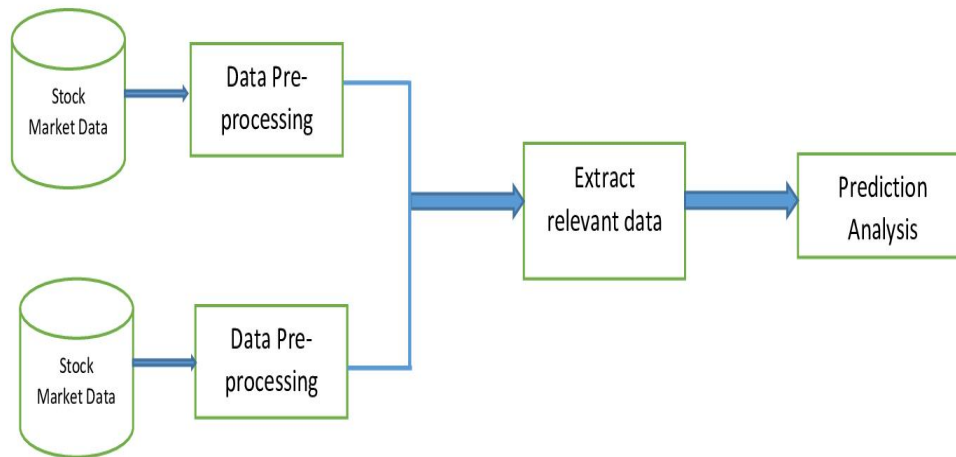 Stock
Market Data
Data Pre-
processing
Extract
relevant data
Prediction
Analysis
Stock
Market Data
Data Pre-
processing